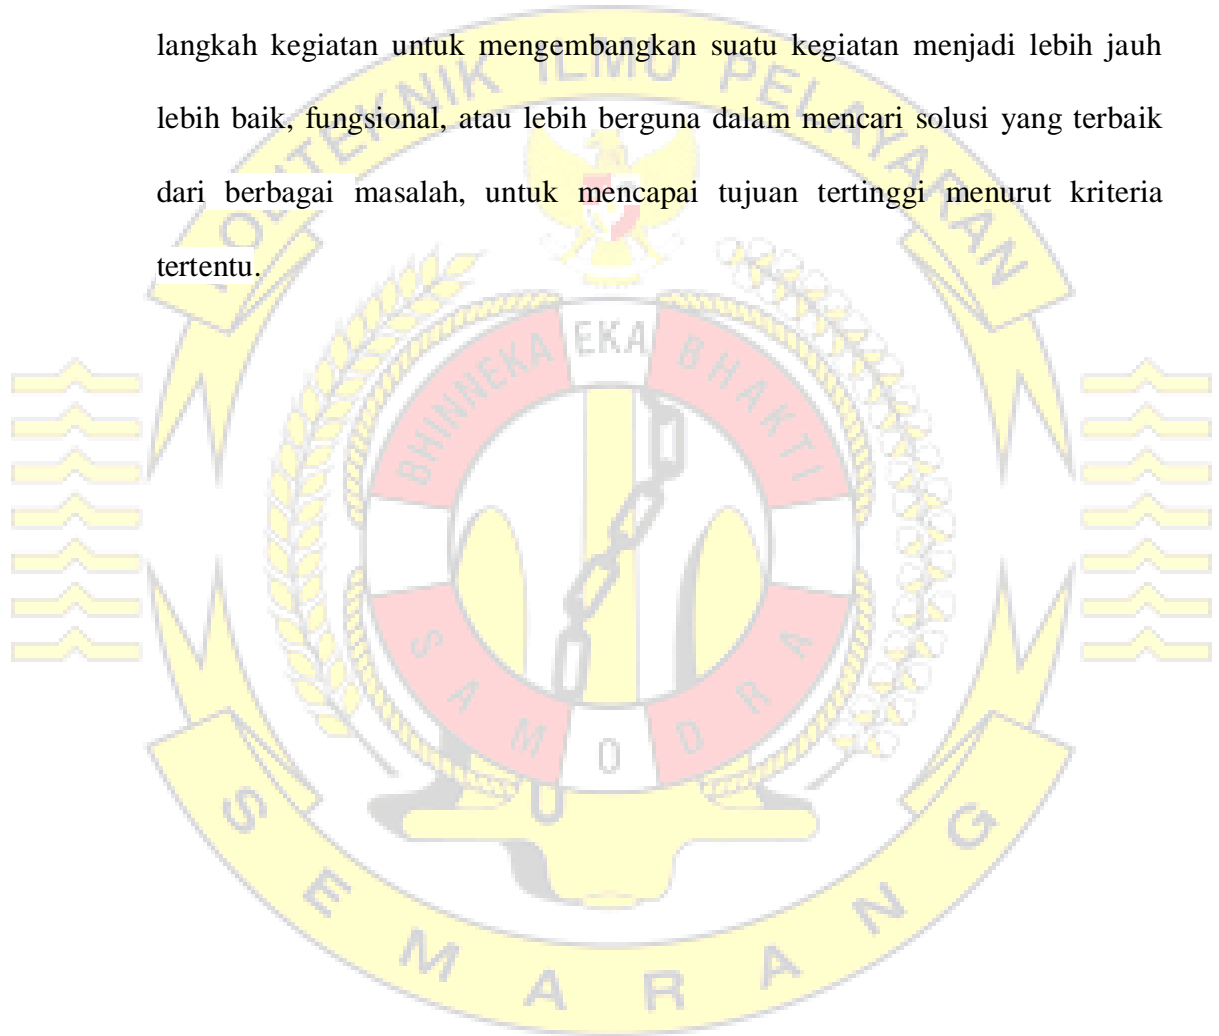 langkah kegiatan untuk mengembangkan suatu kegiatan menjadi lebih jauh
lebih baik, fungsional, atau lebih berguna dalam mencari solusi yang terbaik
dari berbagai masalah, untuk mencapai tujuan tertinggi menurut kriteria
tertentu.
POLITEKNIK ILMU PELAYARAN
BHINNEKA EKA BHAKTI
SAMODRA
SEMARANG